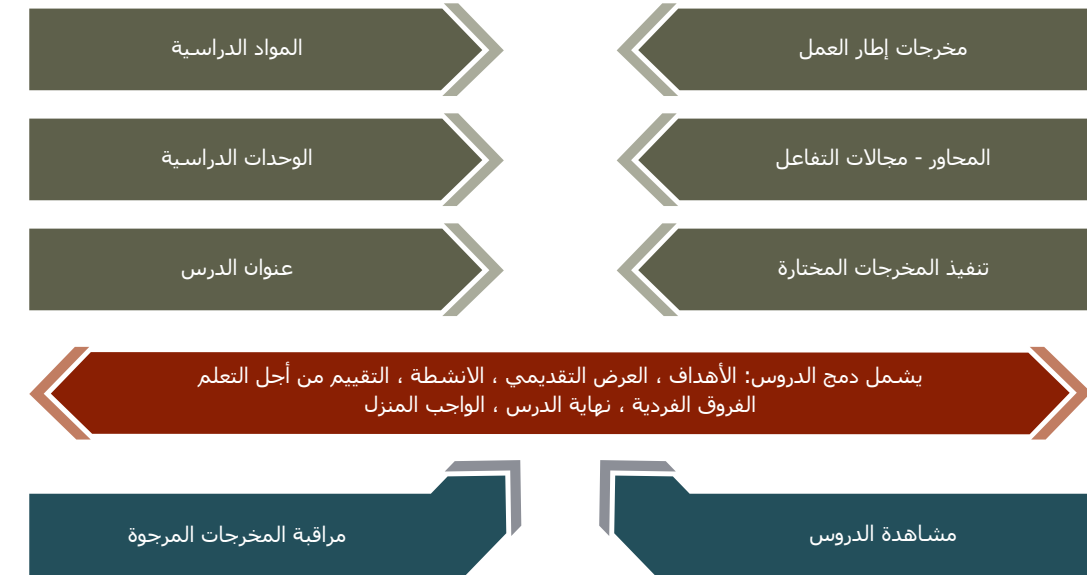 مخرجات إطار العمل
المواد الدراسية
المحاور - مجالات التفاعل
الوحدات الدراسية
تنفيذ المخرجات المختارة
عنوان الدرس
يشمل دمج الدروس: الأهداف ، العرض التقديمي ، الانشطة ، التقييم من أجل التعلم
الفروق الفردية ، نهاية الدرس ، الواجب المنزل
مشاهدة الدروس
مراقبة المخرجات المرجوة